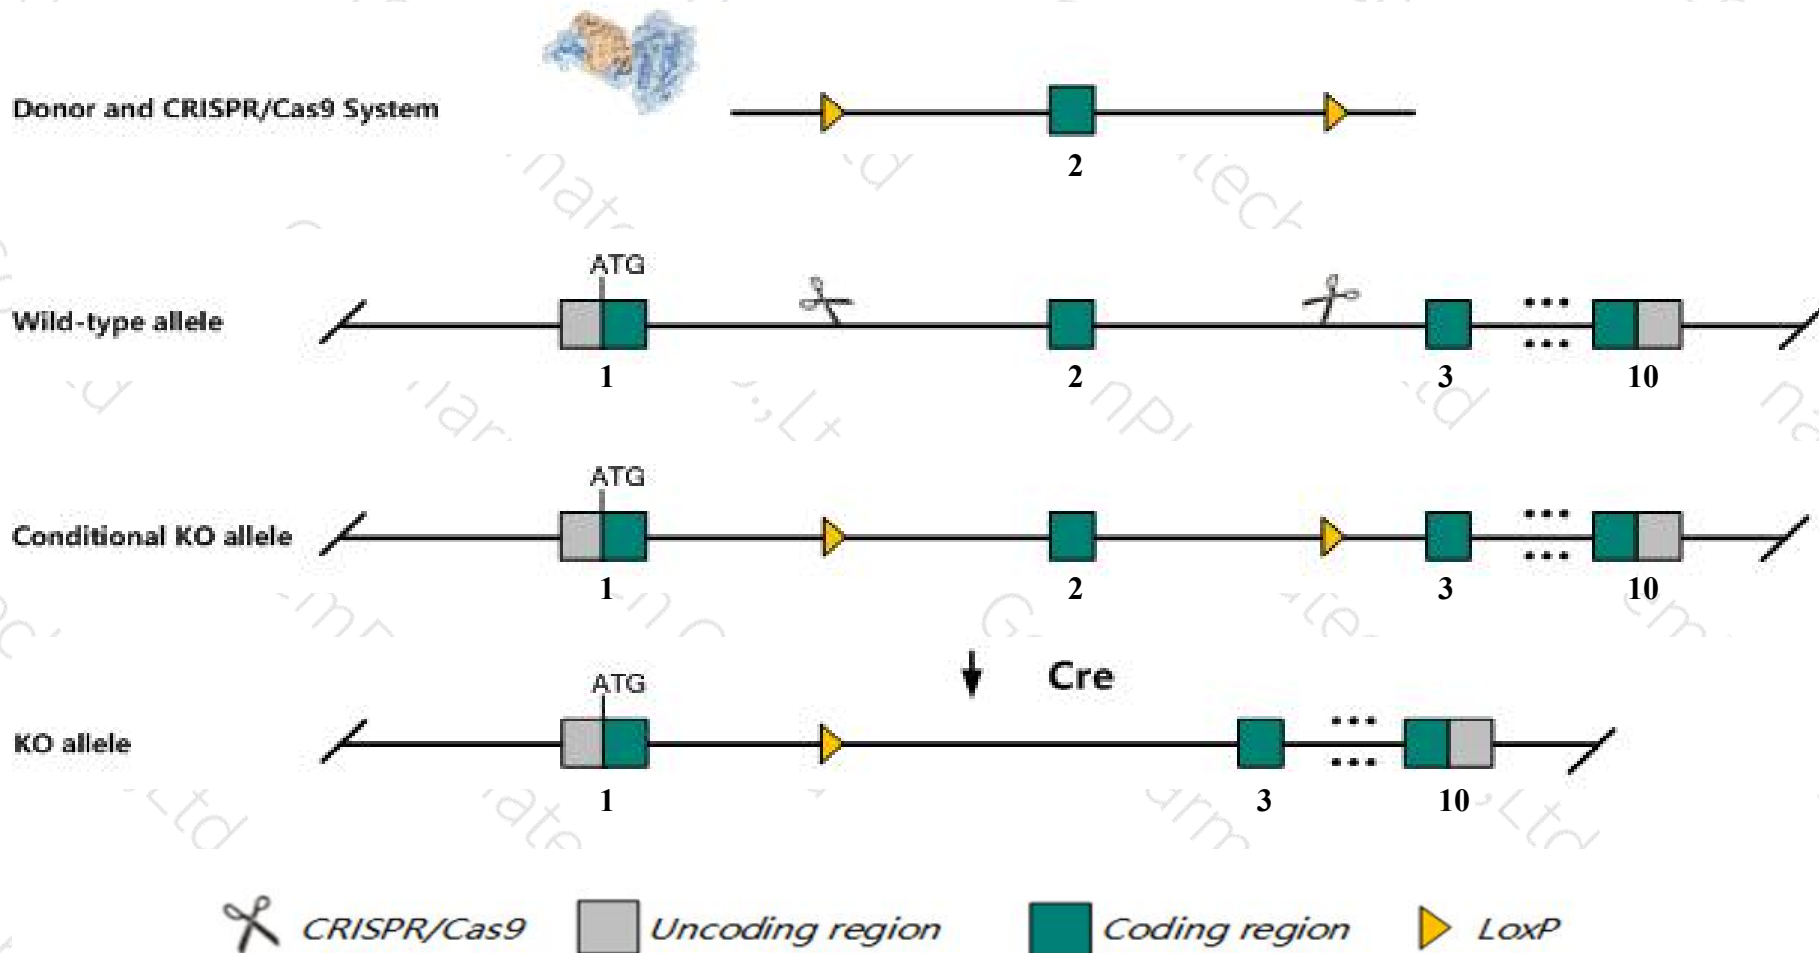 Donor and CRISPR/Cas9 System
2
ATG
Wild-type allele
1 2 3 10
ATG
Conditional KO allele
1 2 3 10
Cre
ATG
KO allele
1 3 10
CRISPR/Cas9 Uncoding region Coding region LoxP